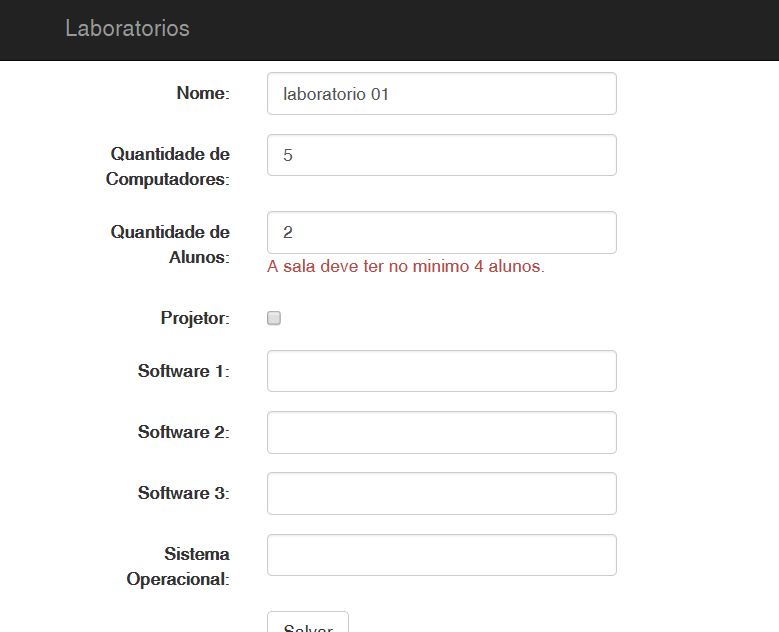 Laboratorios
Nome: laboratorio 01
Quantidade de
Computadores: 5
Quantidade de
Alunos: 2
A sala deve ter no minimo 4 alunos.
Projetor:
Software 1:
Software 2:
Software 3:
Sistema
Operacional:
Salvar